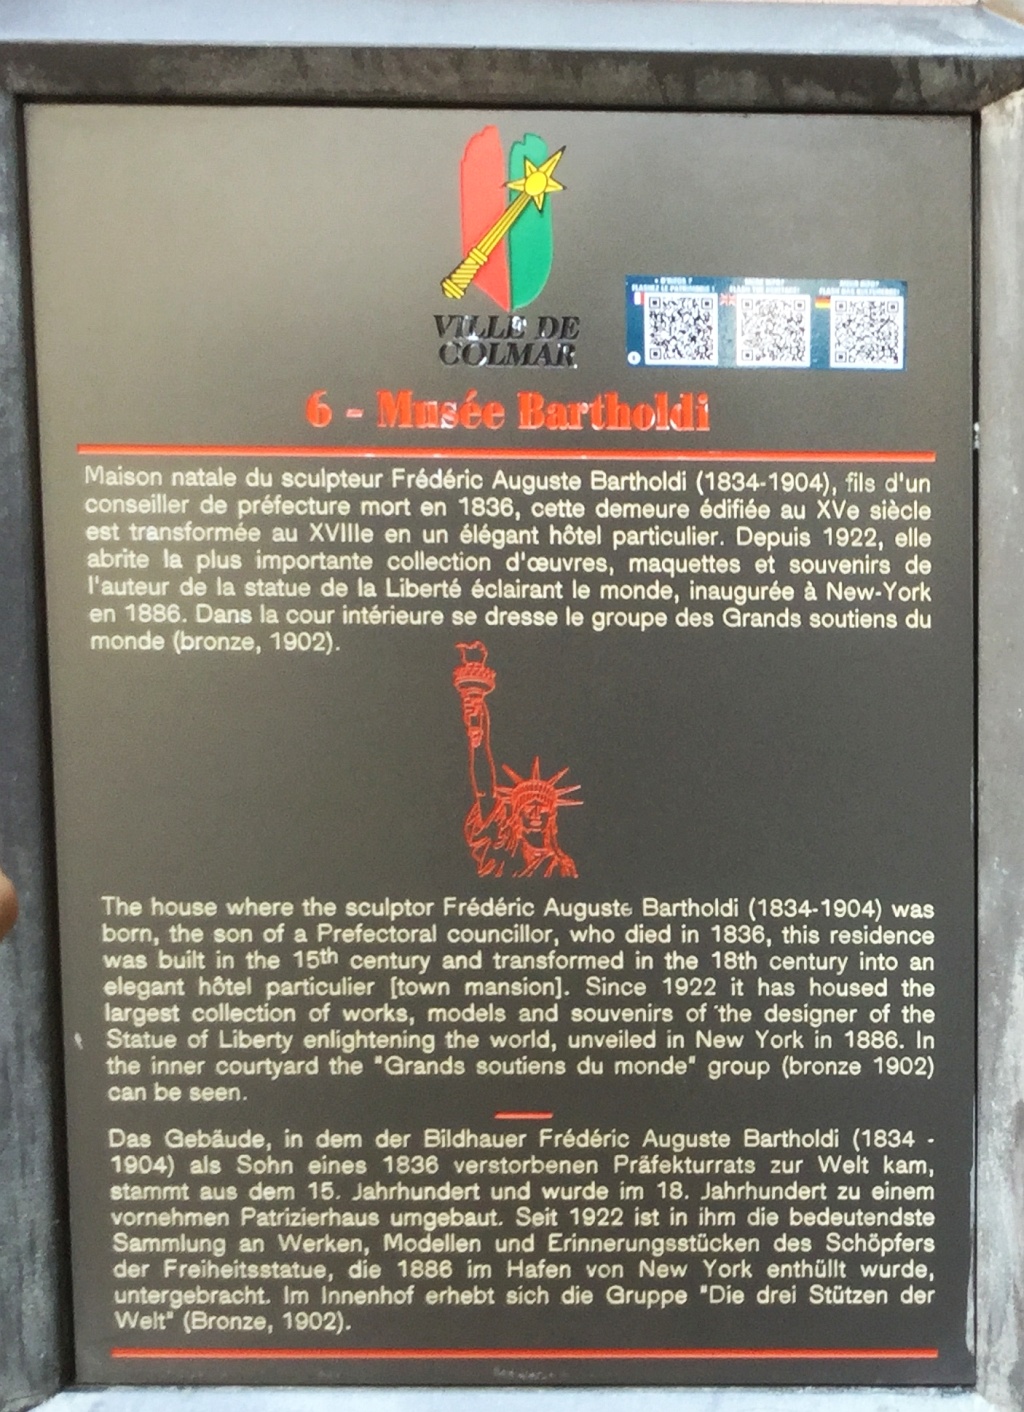 VILLE DE
COLMAR
6 - Musée Bartholdi
Maison natale du sculpteur Frédéric Auguste Bartholdi (1834-1904), fils d'un
conseiller de préfecture mort en 1836, cette demeure édifiée au XVe siècle
est transformée au XVIIIe en un élégant hôtel particulier. Depuis 1922, elle
abrite la plus importante collection d'œuvres, maquettes et souvenirs de
l'auteur de la statue de la Liberté éclairant le monde, inaugurée à New-York
en 1886. Dans la cour intérieure se dresse le groupe des Grands soutiens du
monde (bronze, 1902).
The house where the sculptor Frédéric Auguste Bartholdi (1834-1904) was
born, the son of a Prefectoral councillor, who died in 1836, this residence
was built in the 15th century and transformed in the 18th century into an
elegant hôtel particulier [town mansion]. Since 1922 it has housed the
largest collection of works, models and souvenirs of the designer of the
Statue of Liberty enlightening the world, unveiled in New York in 1886. In
the inner courtyard the "Grands soutiens du monde" group (bronze 1902)
can be seen.
Das Gebäude, in dem der Bildhauer Frédéric Auguste Bartholdi (1834 -
1904) als Sohn eines 1836 verstorbenen Präfekturrats zur Welt kam,
stammt aus dem 15. Jahrhundert und wurde im 18. Jahrhundert zu einem
vornehmen Patrizierhaus umgebaut. Seit 1922 ist in ihm die bedeutendste
Sammlung an Werken, Modellen und Erinnerungsstücken des Schöpfers
der Freiheitsstatue, die 1886 im Hafen von New York enthüllt wurde,
untergebracht. Im Innenhof erhebt sich die Gruppe "Die drei Stützen der
Welt" (Bronze, 1902).